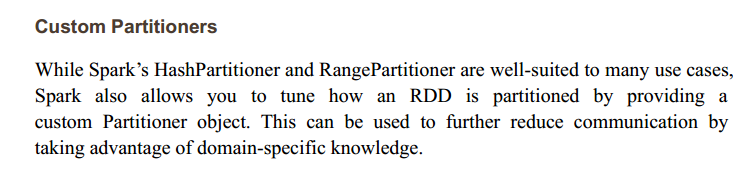 Custom Partitioners
While Spark’s HashPartitioner and RangePartitioner are well-suited to many use cases,
Spark also allows you to tune how an RDD is partitioned by providing a
custom Partitioner object. This can be used to further reduce communication by
taking advantage of domain-specific knowledge.